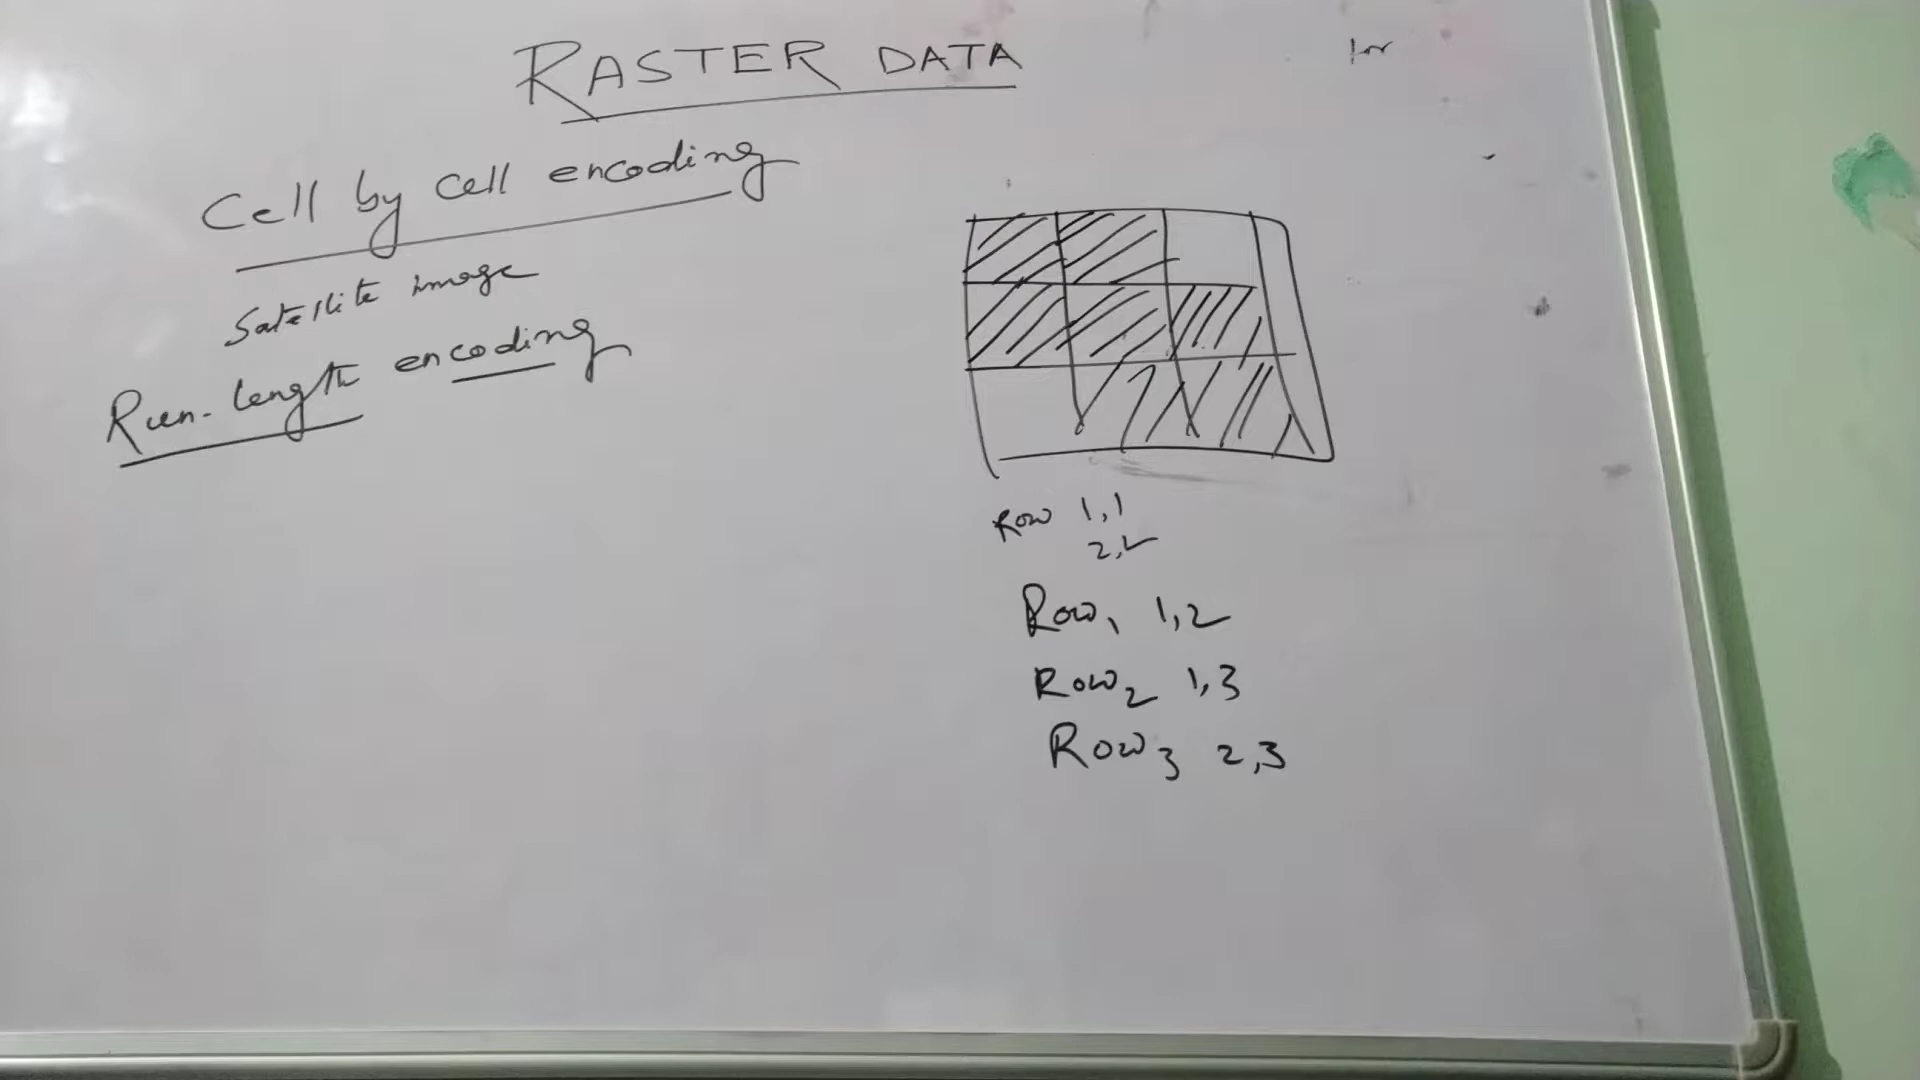 RASTER DATA
Cell by cell encoding
Satellite image
Run-length encoding
Row 1,1
2,2
Row1 1,2
Row2 1,3
Row3 2,3